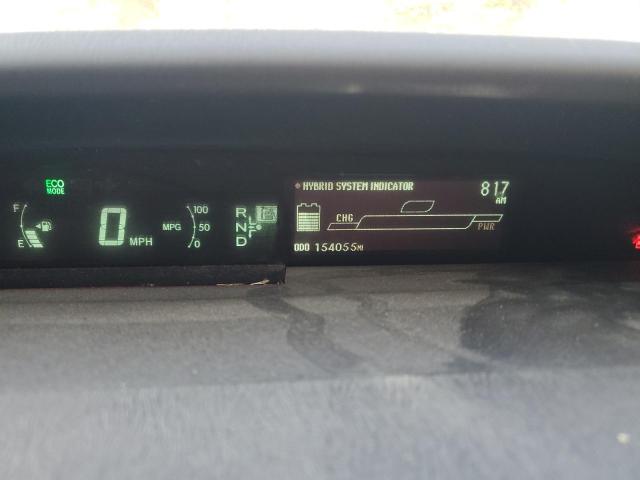 ECO
MODE
F
E
0 MPH
MPG
100
50
0
R
N
D
HYBRID SYSTEM INDICATOR
8:17
AM
CHG
PWR
ODO 154055MI